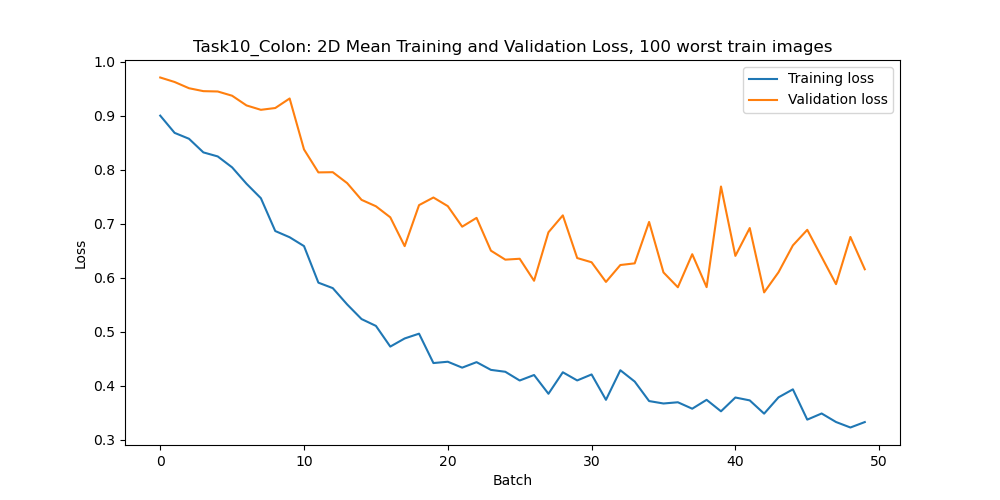 Task10_Colon: 2D Mean Training and Validation Loss, 100 worst train images
Training loss
Validation loss
1.0
0.9
0.8
0.7
0.6
0.5
0.4
0.3
Loss
0 10 20 30 40 50
Batch